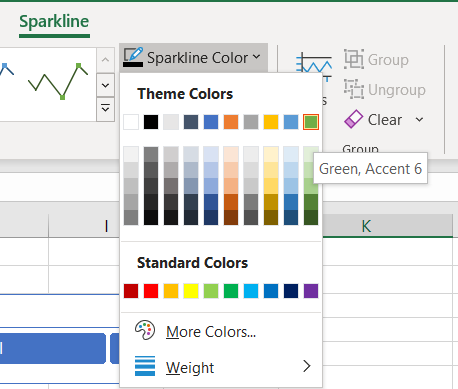 Sparkline
Sparkline Color
Theme Colors
Group
Ungroup
Clear
Group
Green, Accent 6
I
K
Standard Colors
More Colors...
Weight